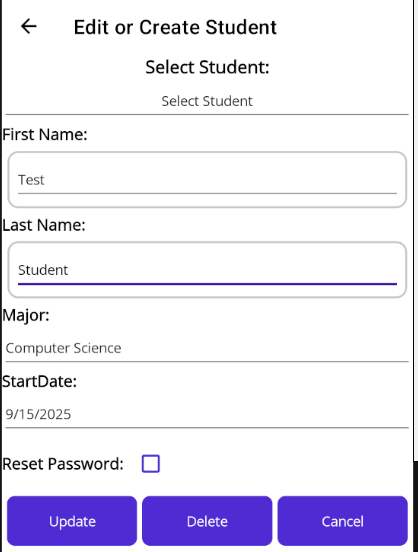 Edit or Create Student
Select Student:
Select Student
First Name:
Test
Last Name:
Student
Major:
Computer Science
StartDate:
9/15/2025
Reset Password:
Update Delete Cancel